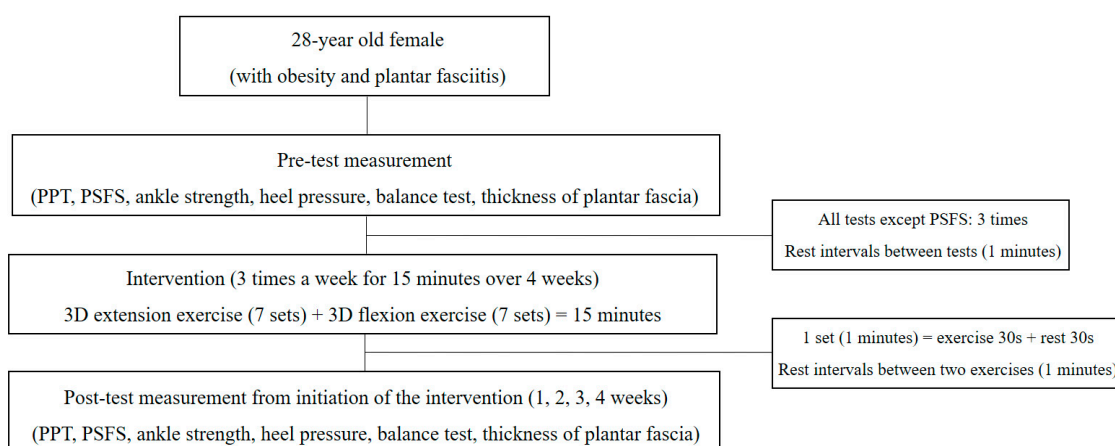 28-year old female
(with obesity and plantar fasciitis)
Pre-test measurement
(PPT, PSFS, ankle strength, heel pressure, balance test, thickness of plantar fascia)
All tests except PSFS: 3 times
Rest intervals between tests (1 minutes)
Intervention (3 times a week for 15 minutes over 4 weeks)
3D extension exercise (7 sets) + 3D flexion exercise (7 sets) = 15 minutes
1 set (1 minutes) = exercise 30s + rest 30s
Rest intervals between two exercises (1 minutes)
Post-test measurement from initiation of the intervention (1, 2, 3, 4 weeks)
(PPT, PSFS, ankle strength, heel pressure, balance test, thickness of plantar fascia)